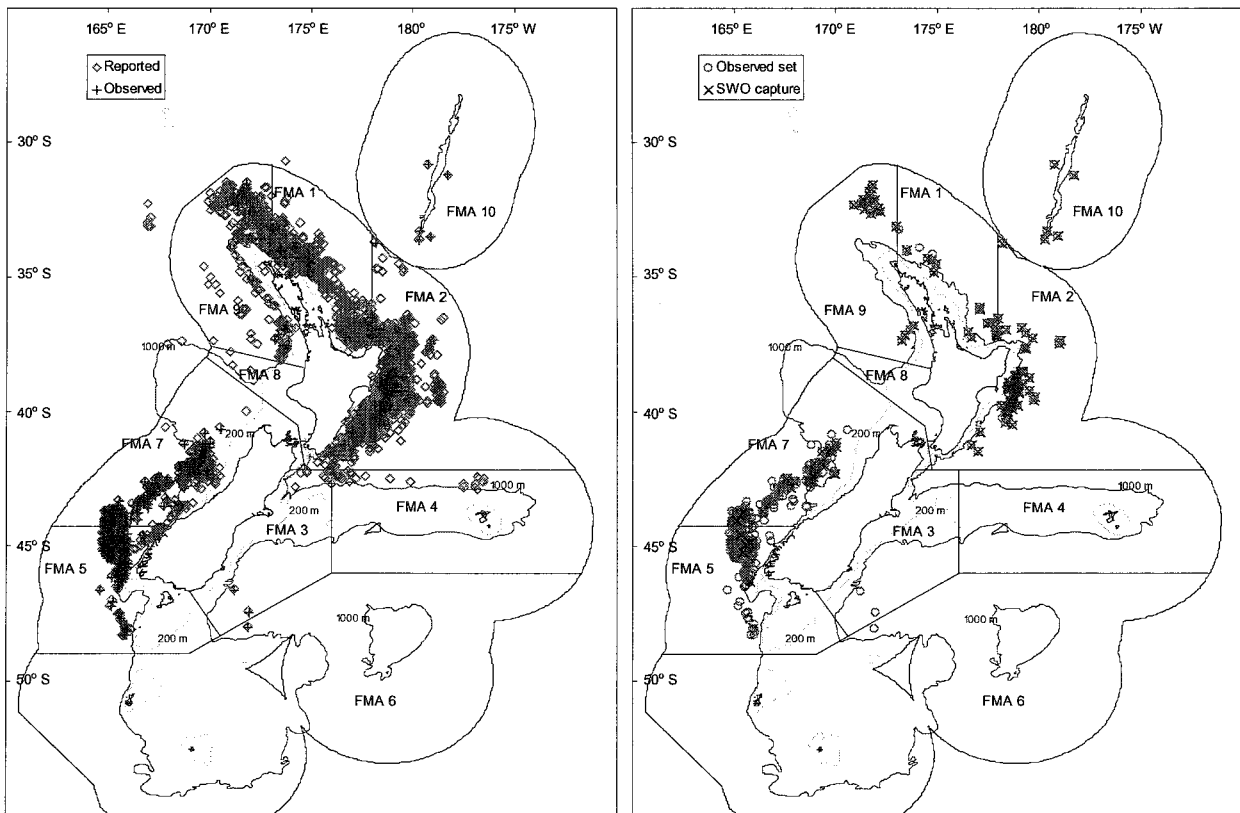 165° E 170° E 175° E 180° 175° W
◇ Reported
+ Observed
30° S
FMA 1
FMA 10
35° S
FMA 2
FMA 9
1000 m
FMA 8
40° S
FMA 7
200 m
1000 m
FMA 4
200 m
FMA 3
45° S
FMA 5
1000 m
200 m
50° S
FMA 6
165° E 170° E 175° E 180° 175° W
○ Observed set
× SWO capture
30° S
FMA 1
FMA 10
35° S
FMA 2
FMA 9
1000 m
FMA 8
40° S
FMA 7
200 m
1000 m
FMA 4
200 m
FMA 3
45° S
FMA 5
1000 m
200 m
50° S
FMA 6